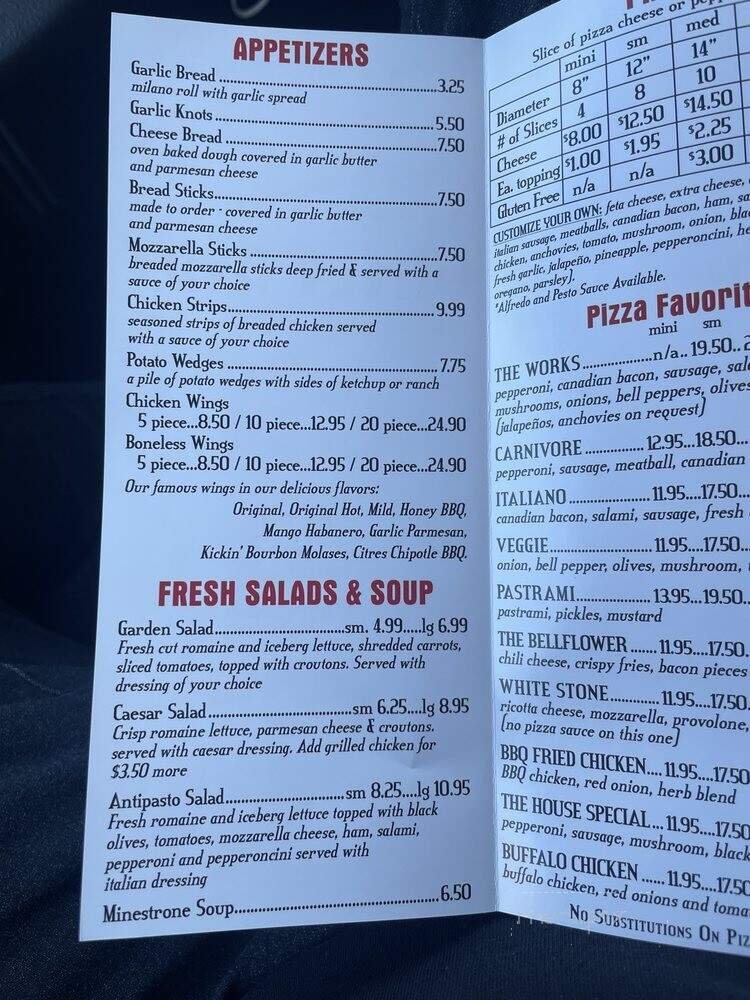 APPETIZERS
Garlic Bread ........3.25
milano roll with garlic spread
Garlic Knots........5.50
Cheese Bread ........7.50
oven baked dough covered in garlic butter
and parmesan cheese
Bread Sticks........7.50
made to order - covered in garlic butter
and parmesan cheese
Mozzarella Sticks ........7.50
breaded mozzarella sticks deep fried & served with a
sauce of your choice
Chicken Strips........9.99
seasoned strips of breaded chicken served
with a sauce of your choice
Potato Wedges ........7.75
a pile of potato wedges with sides of ketchup or ranch
Chicken Wings
5 piece...8.50 / 10 piece...12.95 / 20 piece...24.90
Boneless Wings
5 piece...8.50 / 10 piece...12.95 / 20 piece...24.90
Our famous wings in our delicious flavors:
Original, Original Hot, Mild, Honey BBQ,
Mango Habanero, Garlic Parmesan,
Kickin' Bourbon Molases, Citres Chipotle BBQ.
FRESH SALADS & SOUP
Garden Salad........sm. 4.99.....lg 6.99
Fresh cut romaine and iceberg lettuce, shredded carrots,
sliced tomatoes, topped with croutons. Served with
dressing of your choice
Caesar Salad........sm 6.25....lg 8.95
Crisp romaine lettuce, parmesan cheese & croutons.
served with caesar dressing. Add grilled chicken for
$3.50 more
Antipasto Salad........sm 8.25....lg 10.95
Fresh romaine and iceberg lettuce topped with black
olives, tomatoes, mozzarella cheese, ham, salami,
pepperoni and pepperoncini served with
italian dressing
Minestrone Soup........6.50
Slice of pizza cheese or
mini sm med
Diameter 8" 12" 14"
# of Slices 4 8 10
Cheese $8.00 $12.50 $14.50
Ea. topping $1.00 $1.95 $2.25
Gluten Free n/a n/a $3.00
CUSTOMIZE YOUR OWN: feta cheese, extra cheese,
italian sausage, meatballs, canadian bacon, ham,
chicken, anchovies, tomato, mushroom, onion,
fresh garlic, jalapeño, pineapple, pepperoncini,
oregano, parsley).
*Alfredo and Pesto Sauce Available.
Pizza Favorit
mini sm
THE WORKS........n/a.. 19.50..
pepperoni, canadian bacon, sausage,
mushrooms, onions, bell peppers, olives
(jalapeños, anchovies on request)
CARNIVORE ........ 12.95...18.50...
pepperoni, sausage, meatball, canadian
ITALIANO ........ 11.95....17.50...
canadian bacon, salami, sausage, fresh
VEGGIE........ 11.95....17.50...
onion, bell pepper, olives, mushroom,
PASTRAMI........ 13.95...19.50..
pastrami, pickles, mustard
THE BELLFLOWER ....... 11.95....17.50.
chili cheese, crispy fries, bacon pieces
WHITE STONE........ 11.95....17.50.
ricotta cheese, mozzarella, provolone,
(no pizza sauce on this one)
BBQ FRIED CHICKEN.... 11.95....17.50
BBQ chicken, red onion, herb blend
THE HOUSE SPECIAL... 11.95....17.50
pepperoni, sausage, mushroom, black
BUFFALO CHICKEN ...... 11.95....17.50
buffalo chicken, red onions and toma
NO SUBSTITUTIONS ON PIZ